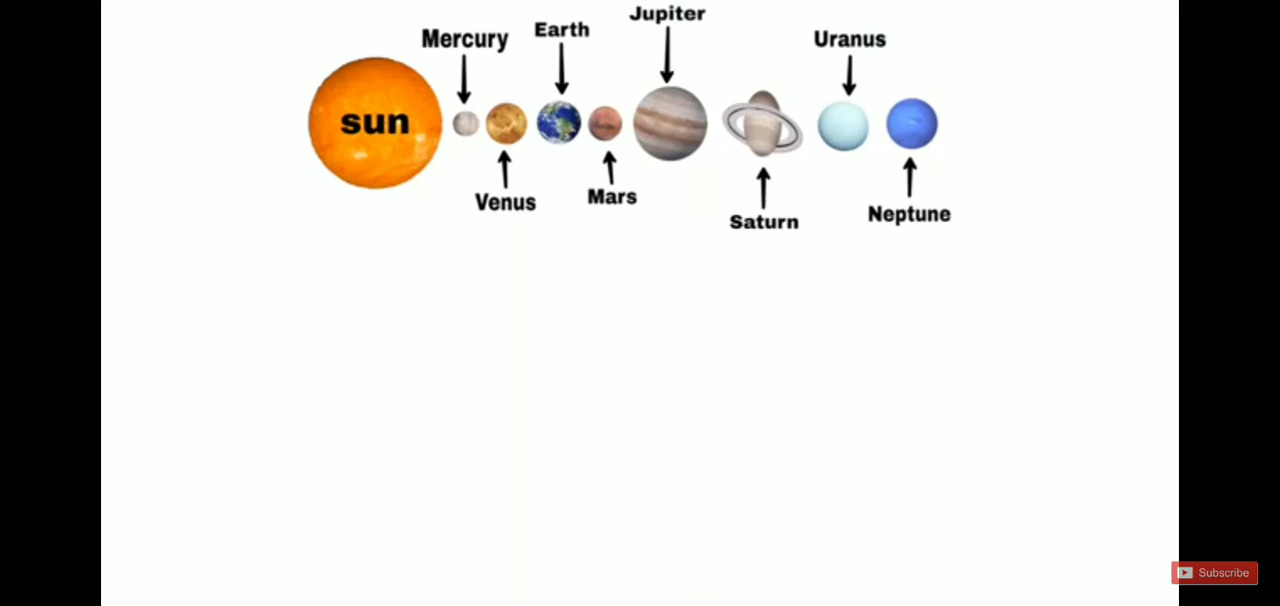 Jupiter
Earth
Mercury
Uranus
sun
Venus
Mars
Saturn
Neptune
Subscribe